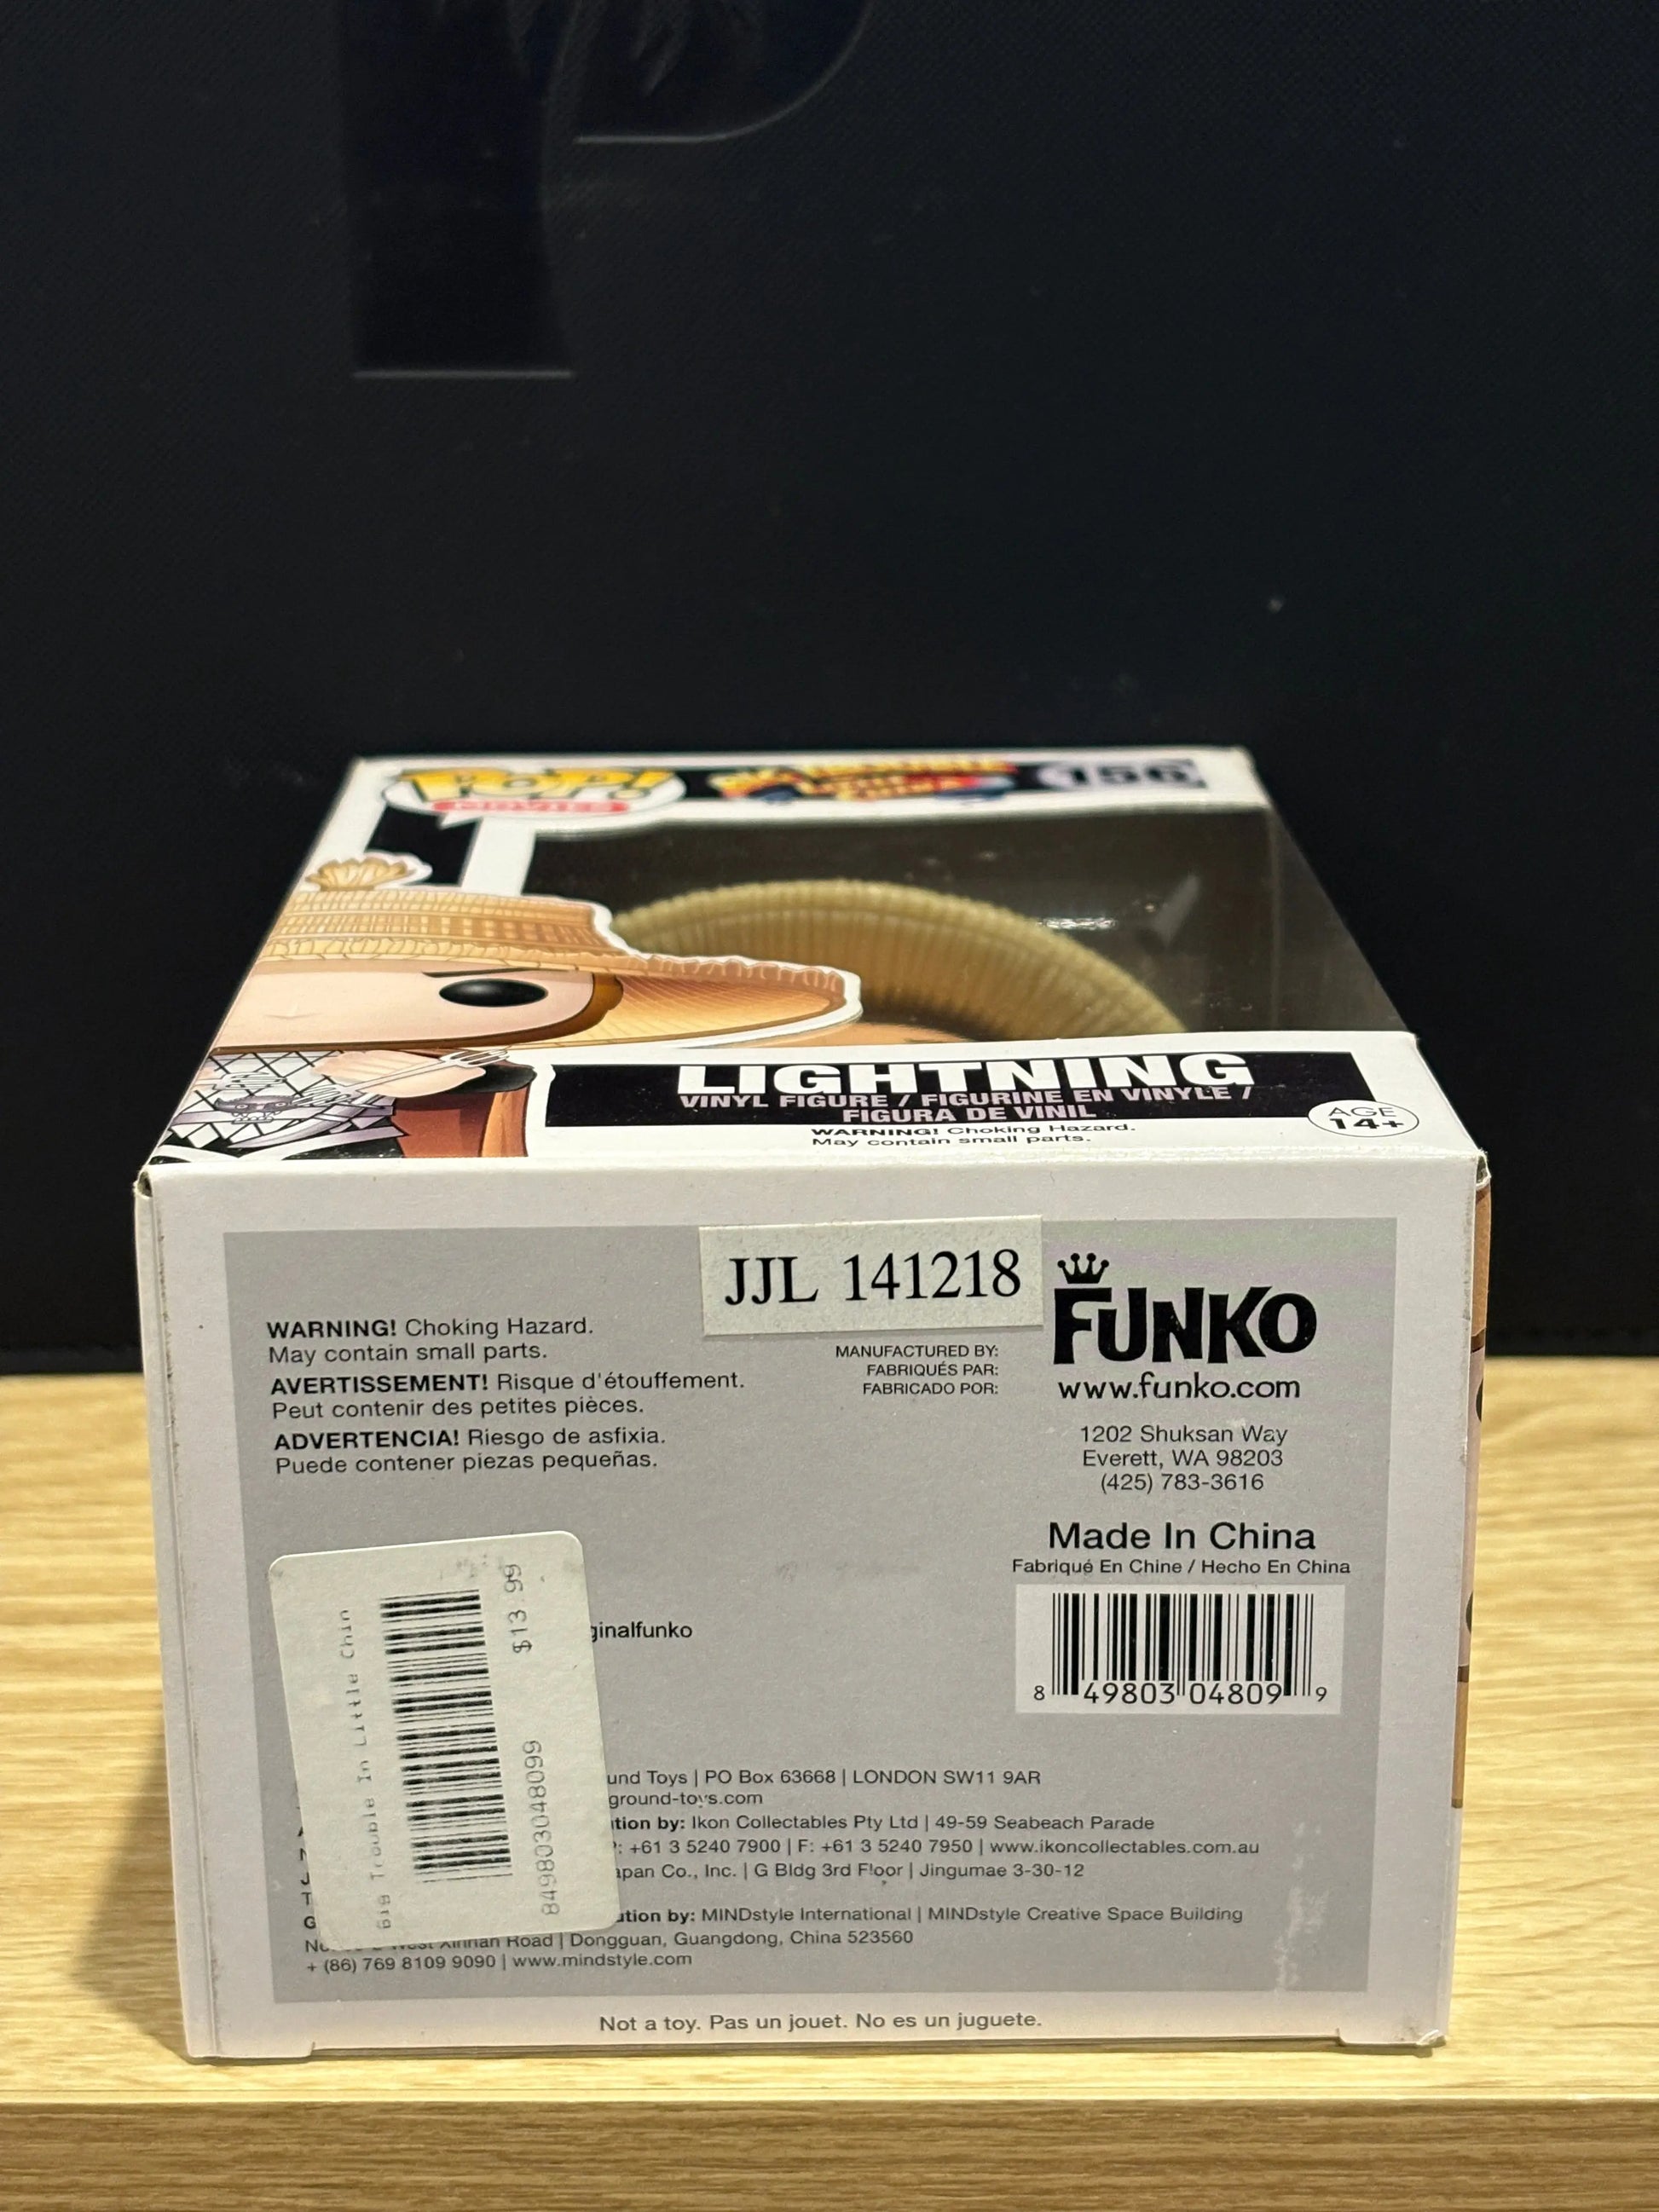 POP!
MOVIES
156
LIGHTNING
VINYL FIGURE / FIGURINE EN VINYLE /
FIGURA DE VINIL
WARNING! Choking Hazard.
May contain small parts.
AGE
14+
JJL 141218
WARNING! Choking Hazard.
May contain small parts.
AVERTISSEMENT! Risque d'étouffement.
Peut contenir des petites pièces.
ADVERTENCIA! Riesgo de asfixia.
Puede contener piezas pequeñas.
MANUFACTURED BY:
FABRIQUÉS PAR:
FABRICADO POR:
FUNKO
www.funko.com
1202 Shuksan Way
Everett, WA 98203
(425) 783-3616
Made In China
Fabriqué En Chine / Hecho En China
8 49803 04809 9
Big Trouble In Little Chin
$13.99
849803048099
ginalfunko
und Toys | PO Box 63668 | LONDON SW11 9AR
ground-toys.com
tion by: Ikon Collectables Pty Ltd | 49-59 Seabeach Parade
: +61 3 5240 7900 | F: +61 3 5240 7950 | www.ikoncollectables.com.au
apan Co., Inc. | G Bldg 3rd Floor | Jingumae 3-30-12
ution by: MINDstyle International | MINDstyle Creative Space Building
Road | Dongguan, Guangdong, China 523560
+ (86) 769 8109 9090 | www.mindstyle.com
Not a toy. Pas un jouet. No es un juguete.